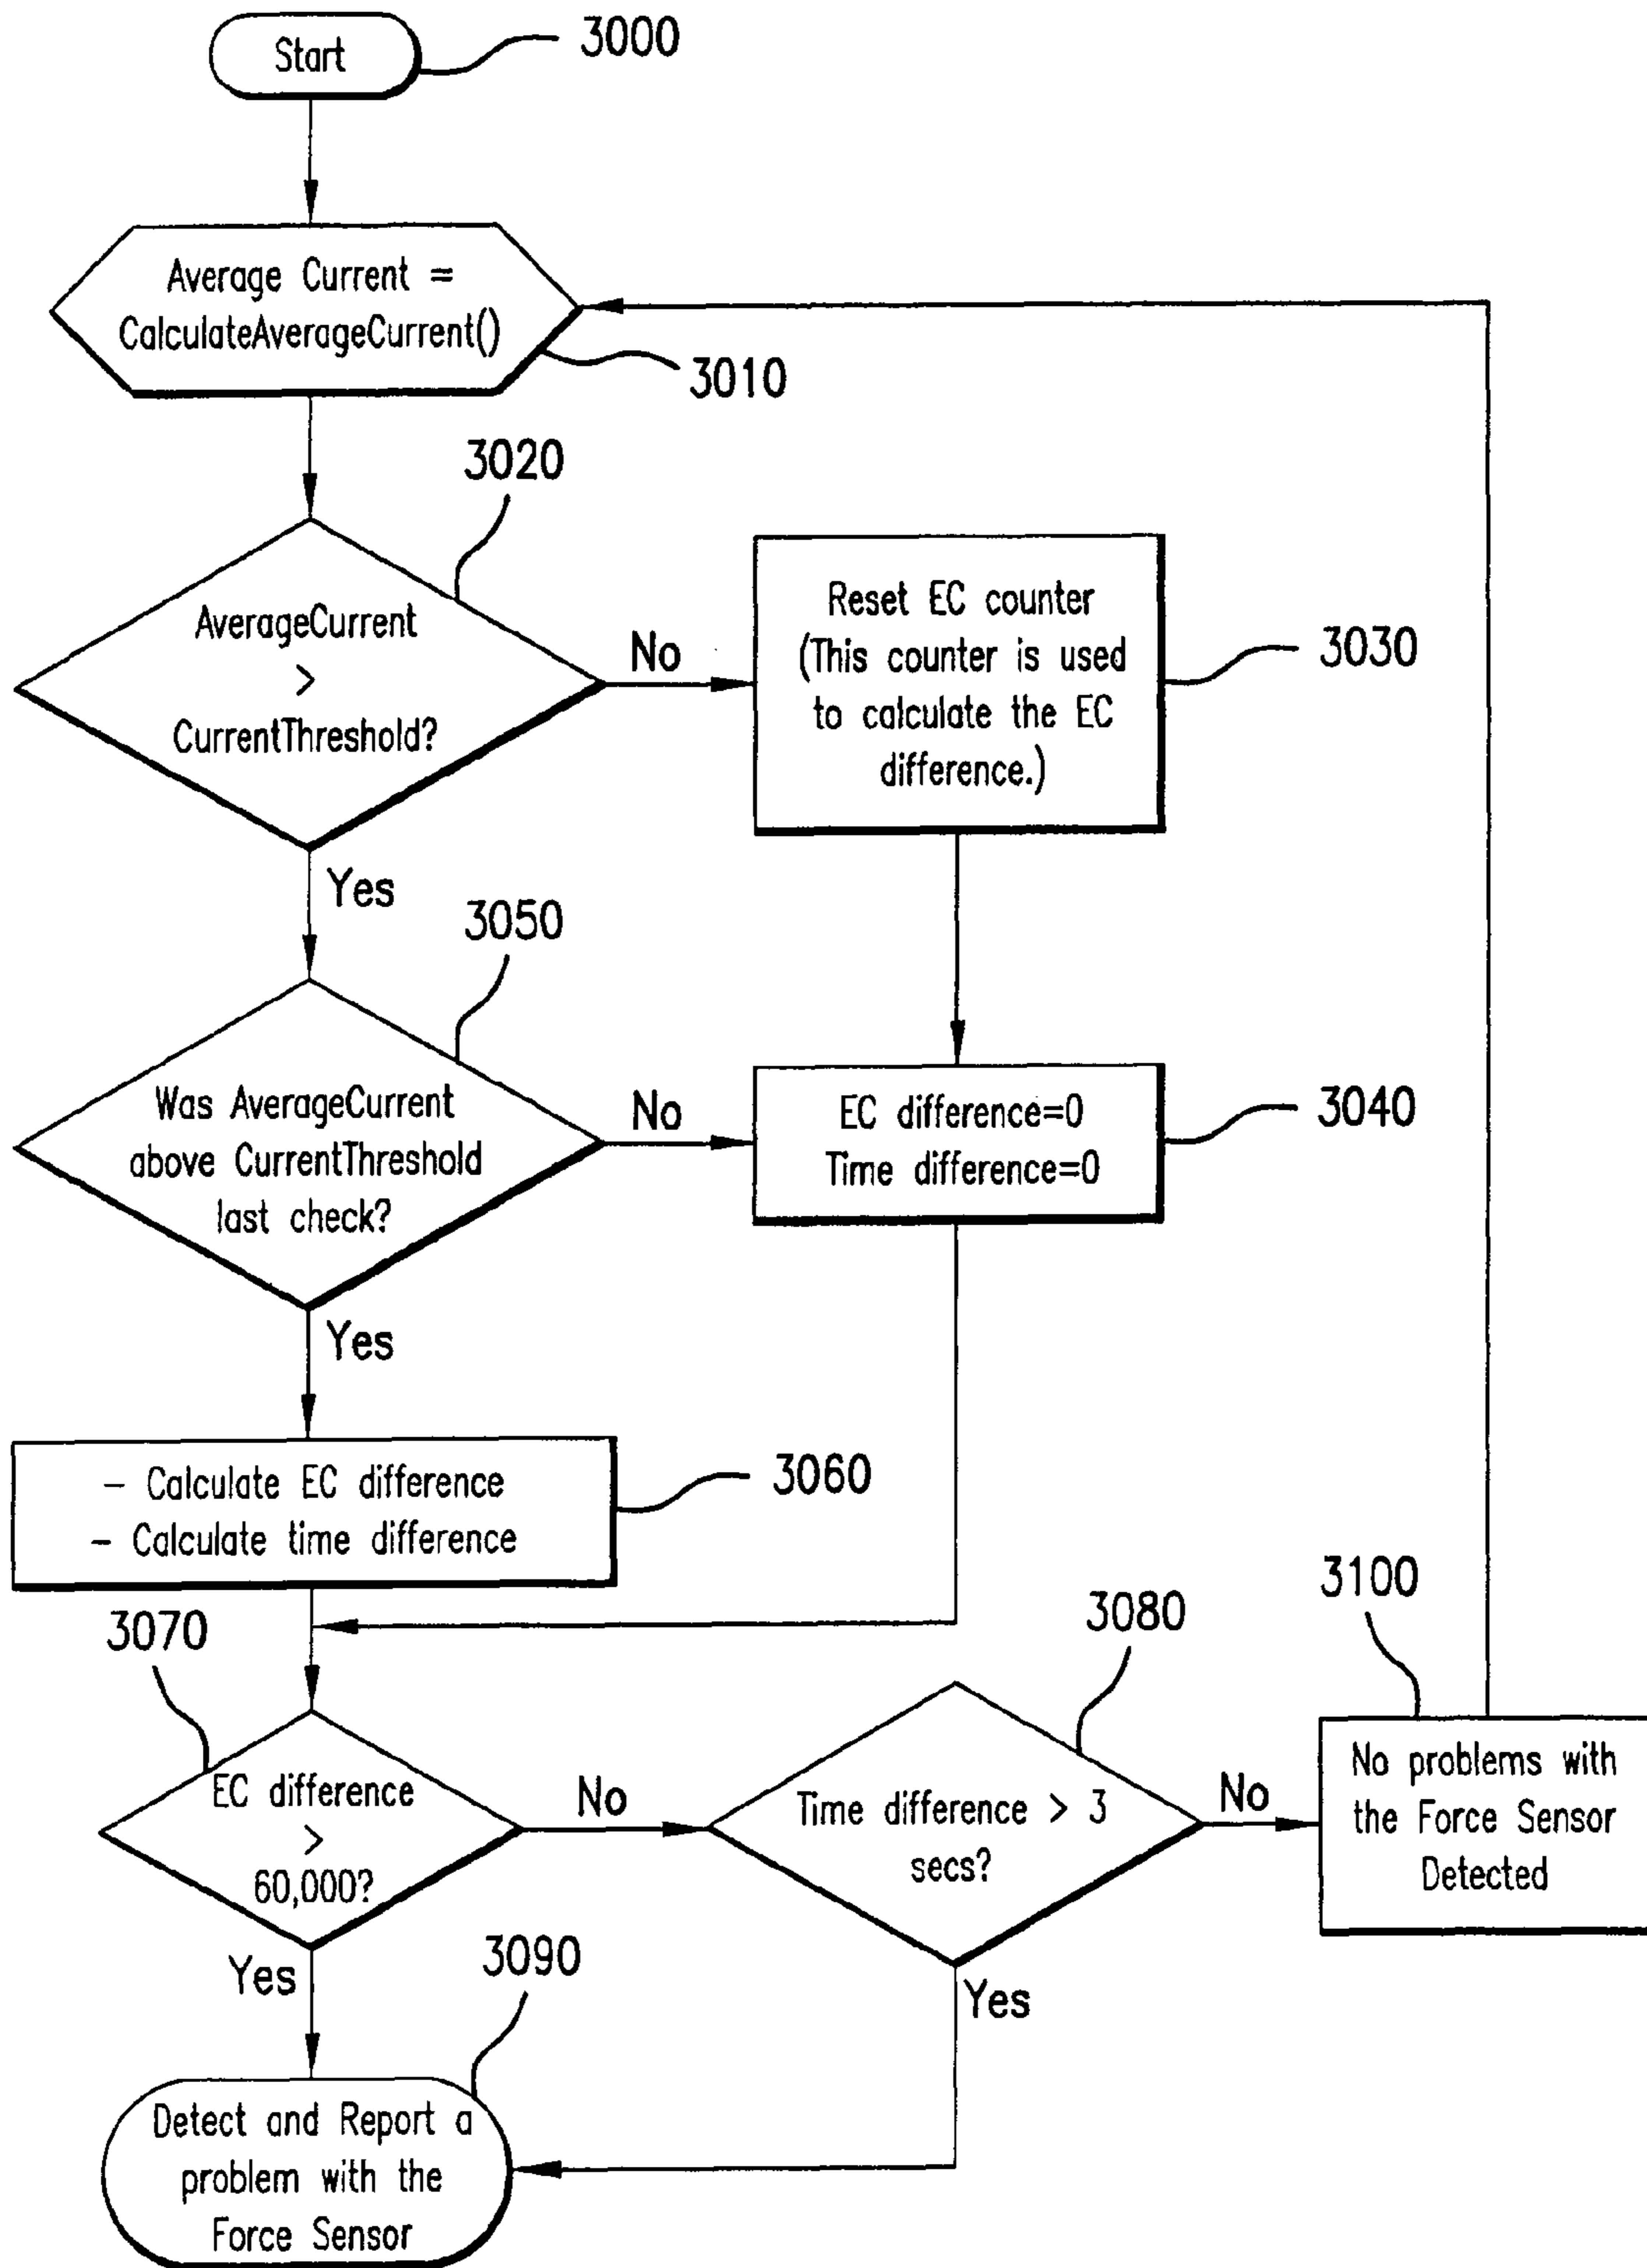 Start
3000
Average Current =
CalculateAverageCurrent()
3010
3020
AverageCurrent
>
CurrentThreshold?
No
Reset EC counter
(This counter is used
to calculate the EC
difference.)
3030
Yes
3050
Was AverageCurrent
above CurrentThreshold
last check?
No
EC difference=0
Time difference=0
3040
Yes
- Calculate EC difference
- Calculate time difference
3060
3070
EC difference
>
60,000?
No
3080
Time difference > 3
secs?
No
3100
No problems with
the Force Sensor
Detected
Yes
3090
Yes
Detect and Report a
problem with the
Force Sensor